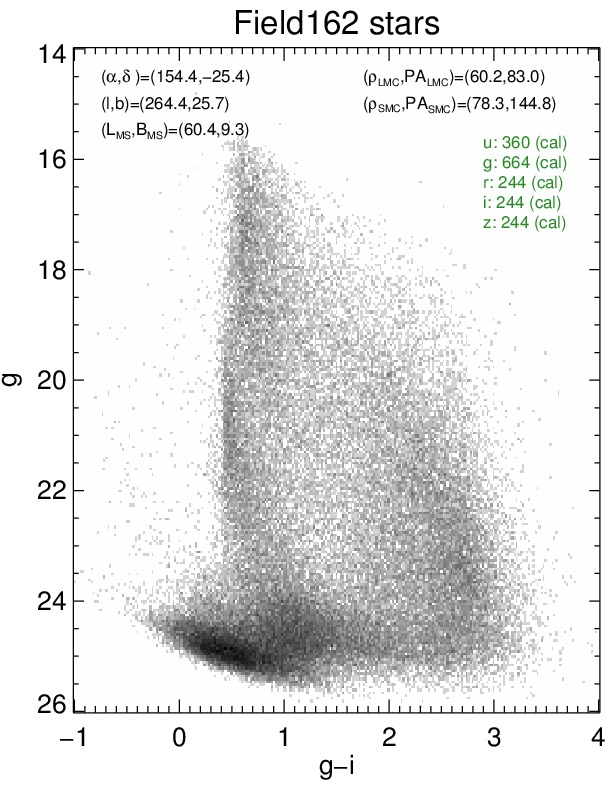 Field162 stars
(α,δ )=(154.4,−25.4)
(ρLMC,PALMC)=(60.2,83.0)
(l,b)=(264.4,25.7)
(ρSMC,PASMC)=(78.3,144.8)
(LMS,BMS)=(60.4,9.3)
u: 360 (cal)
g: 664 (cal)
r: 244 (cal)
i: 244 (cal)
z: 244 (cal)
14
16
18
20
22
24
26
g
−1 0 1 2 3 4
g−i